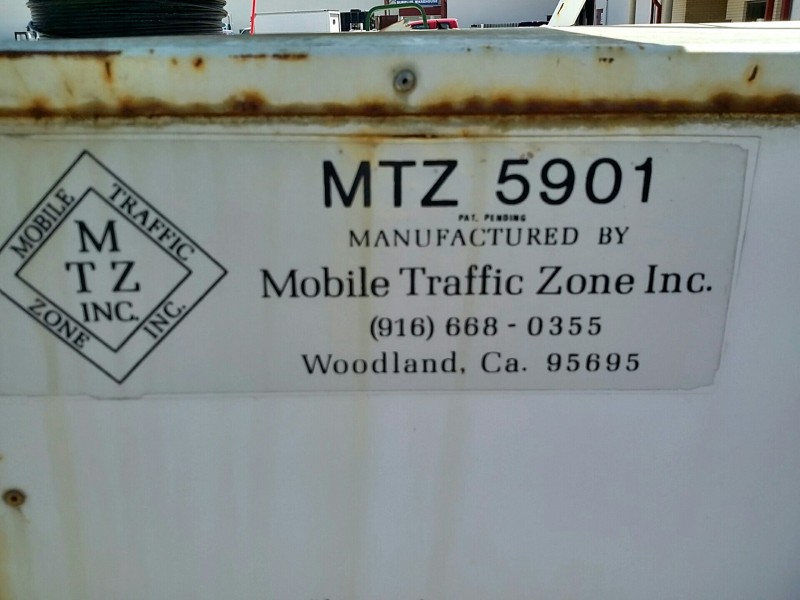 MOBILE TRAFFIC
ZONE INC.
M
T Z
INC.
MTZ 5901
PAT. PENDING
MANUFACTURED BY
Mobile Traffic Zone Inc.
(916) 668 - 0355
Woodland, Ca. 95695